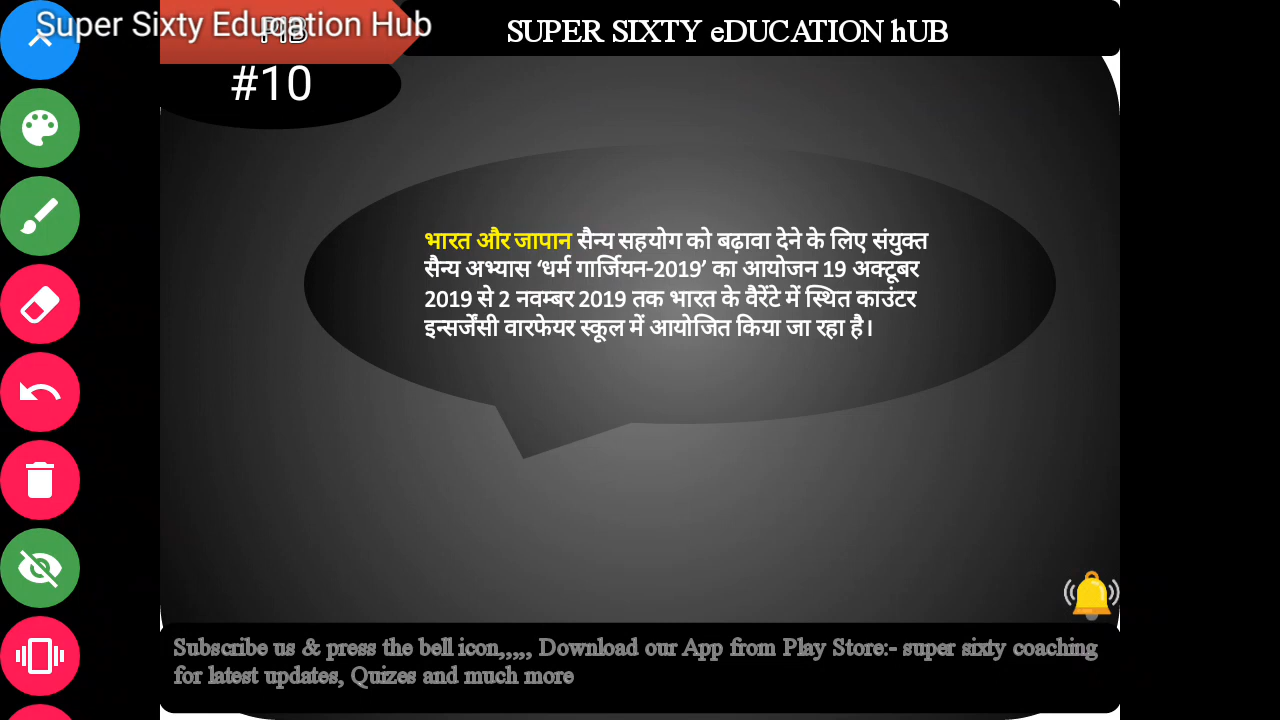 Super Sixty Education Hub
PIB
SUPER SIXTY eDUCATION hUB
#10
भारत और जापान सैन्य सहयोग को बढ़ावा देने के लिए संयुक्त
सैन्य अभ्यास ‘धर्म गार्जियन-2019’ का आयोजन 19 अक्टूबर
2019 से 2 नवम्बर 2019 तक भारत के वैरेंटे में स्थित काउंटर
इन्सर्जेंसी वारफेयर स्कूल में आयोजित किया जा रहा है।
Subscribe us & press the bell icon,,,,, Download our App from Play Store:- super sixty coaching
for latest updates, Quizes and much more